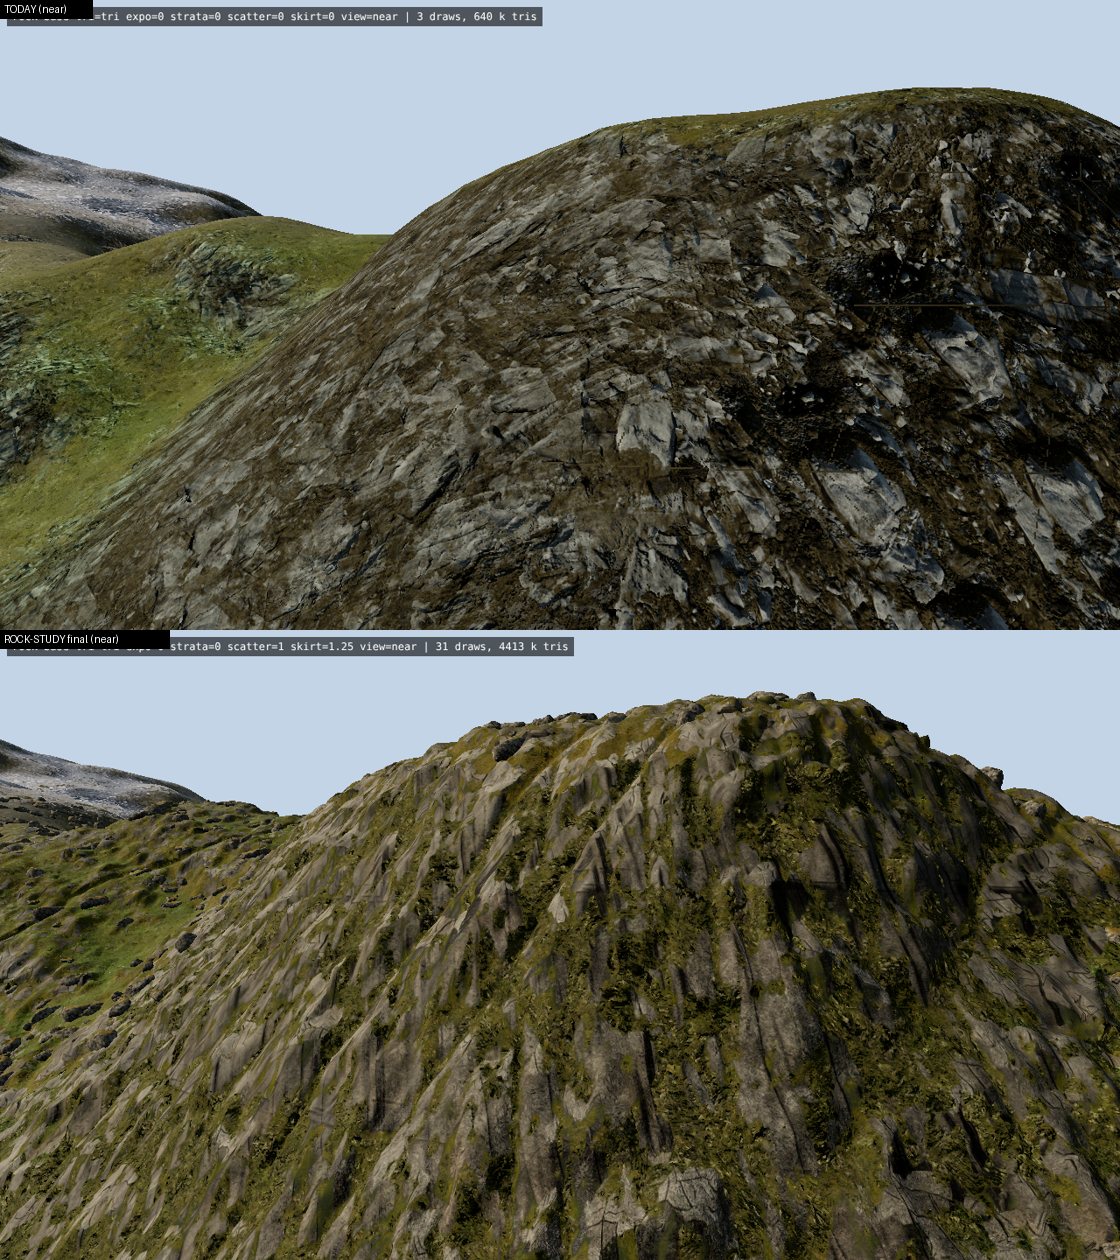 TODAY (near)
=tri expo=0 strata=0 scatter=0 skirt=0 view=near | 3 draws, 640 k tris
ROCK-STUDY final (near)
strata=0 scatter=1 skirt=1.25 view=near | 31 draws, 4413 k tris